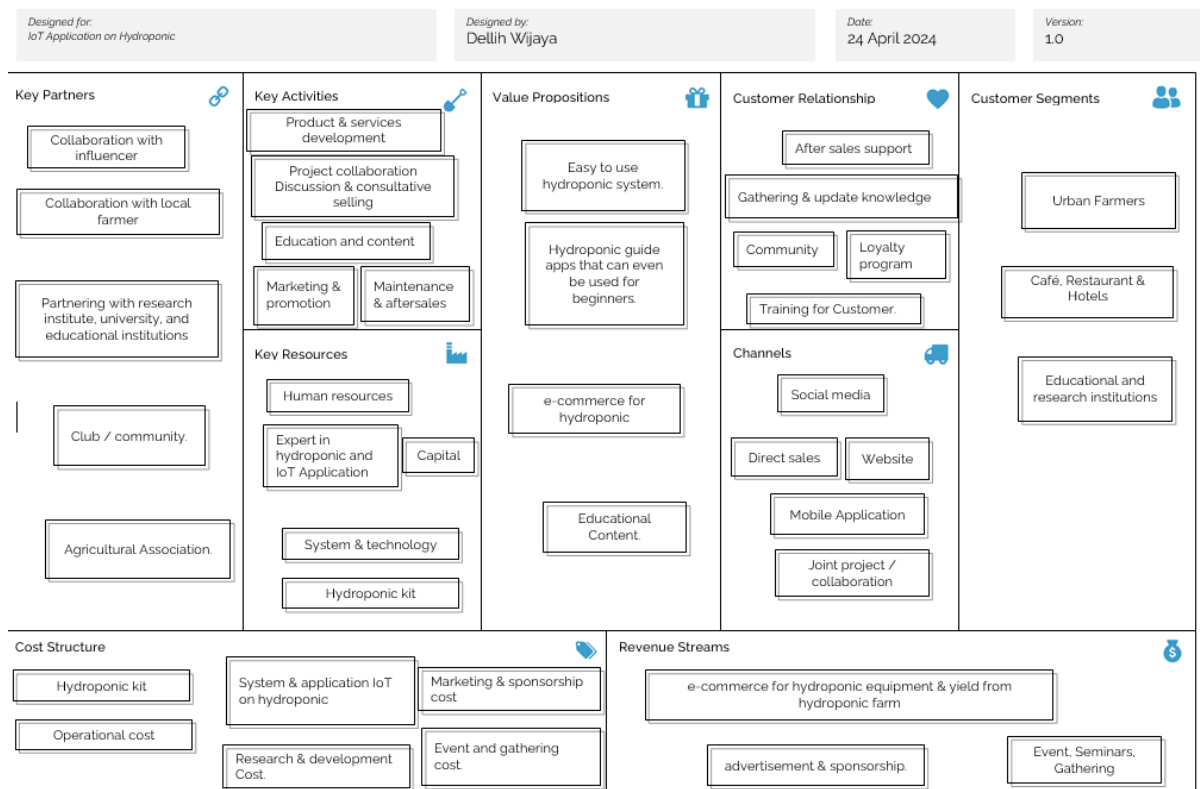 Designed for:
IoT Application on Hydroponic
Designed by:
Dellih Wijaya
Date:
24 April 2024
Version:
1.0
Key Partners
Collaboration with
influencer
Collaboration with local
farmer
Partnering with research
institute, university, and
educational institutions
Club / community.
Agricultural Association.
Key Activities
Product & services
development
Project collaboration
Discussion & consultative
selling
Education and content
Marketing &
promotion
Maintenance
& aftersales
Key Resources
Human resources
Expert in
hydroponic and
IoT Application
Capital
System & technology
Hydroponic kit
Value Propositions
Easy to use
hydroponic system.
Hydroponic guide
apps that can even
be used for
beginners.
e-commerce for
hydroponic
Educational
Content.
Customer Relationship
After sales support
Gathering & update knowledge
Community
Loyalty
program
Training for Customer.
Channels
Social media
Direct sales
Website
Mobile Application
Joint project /
collaboration
Customer Segments
Urban Farmers
Café, Restaurant &
Hotels
Educational and
research institutions
Cost Structure
Hydroponic kit
Operational cost
System & application IoT
on hydroponic
Research & development
Cost.
Marketing & sponsorship
cost
Event and gathering
cost.
Revenue Streams
e-commerce for hydroponic equipment & yield from
hydroponic farm
advertisement & sponsorship.
Event, Seminars,
Gathering